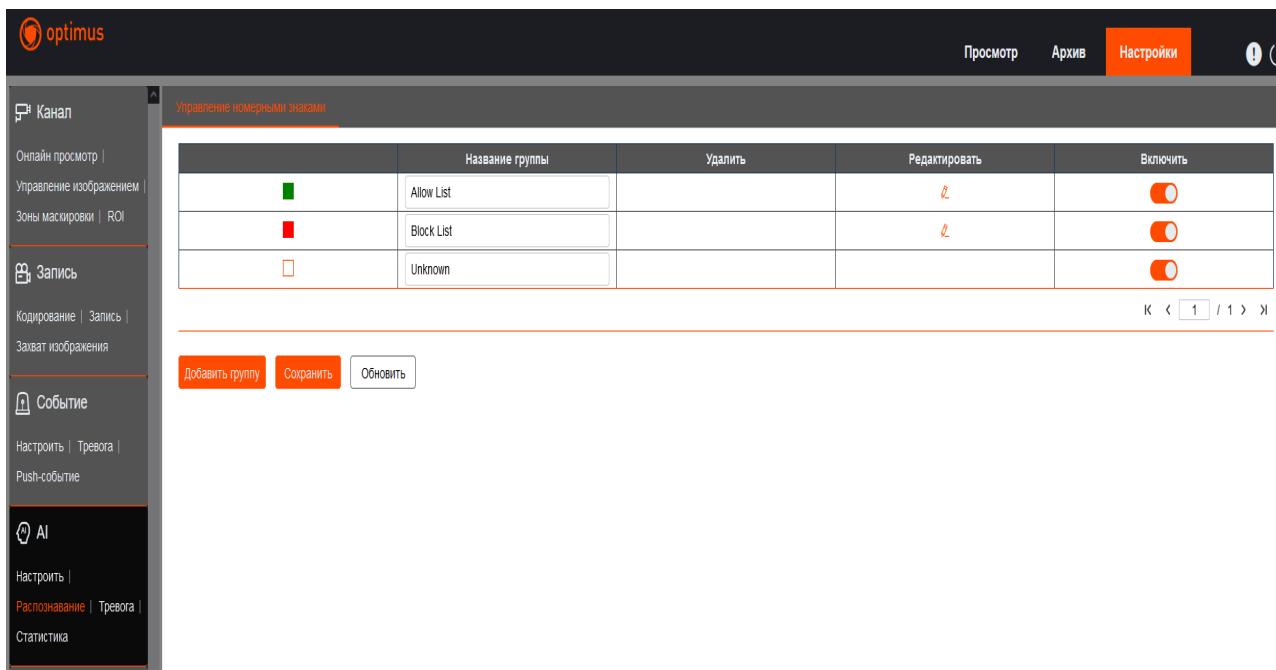 optimus
Просмотр Архив Настройки
Канал
Онлайн просмотр |
Управление изображением |
Зоны маскировки | ROI
Запись
Кодирование | Запись |
Захват изображения
Событие
Настроить | Тревога |
Push-событие
AI
Настроить |
Распознавание | Тревога |
Статистика
Управление номерными знаками
Название группы Удалить Редактировать Включить
Allow List
Block List
Unknown
1 / 1
Добавить группу Сохранить Обновить